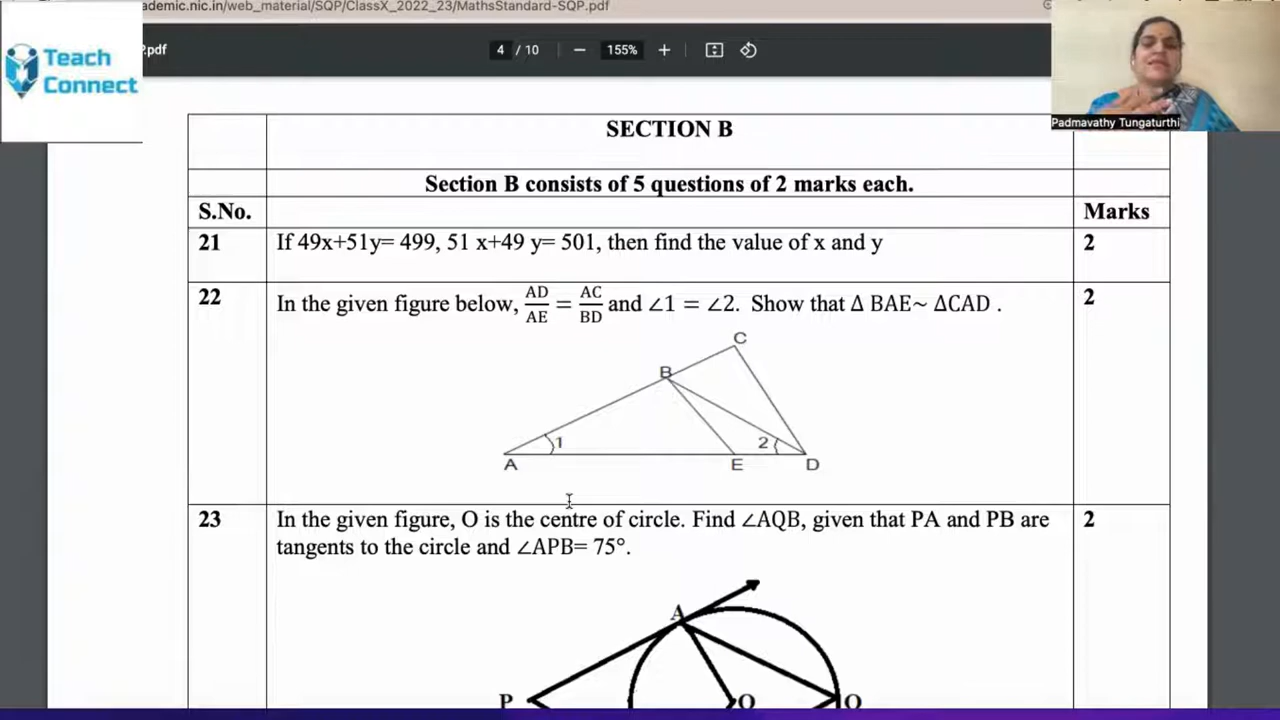 ademic.nic.in/web_material/SQP/ClassX_2022_23/MathsStandard-SQP.pdf
Teach
Connect
.pdf
4 / 10
155%
Padmavathy Tungaturthi
SECTION B
Section B consists of 5 questions of 2 marks each.
S.No.
Marks
21
If 49x+51y= 499, 51 x+49 y= 501, then find the value of x and y
2
22
In the given figure below, AD/AE = AC/BD and ∠1 = ∠2. Show that Δ BAE~ ΔCAD .
2
C
B
1
2
A
E
D
23
In the given figure, O is the centre of circle. Find ∠AQB, given that PA and PB are
2
tangents to the circle and ∠APB= 75°.
A
P